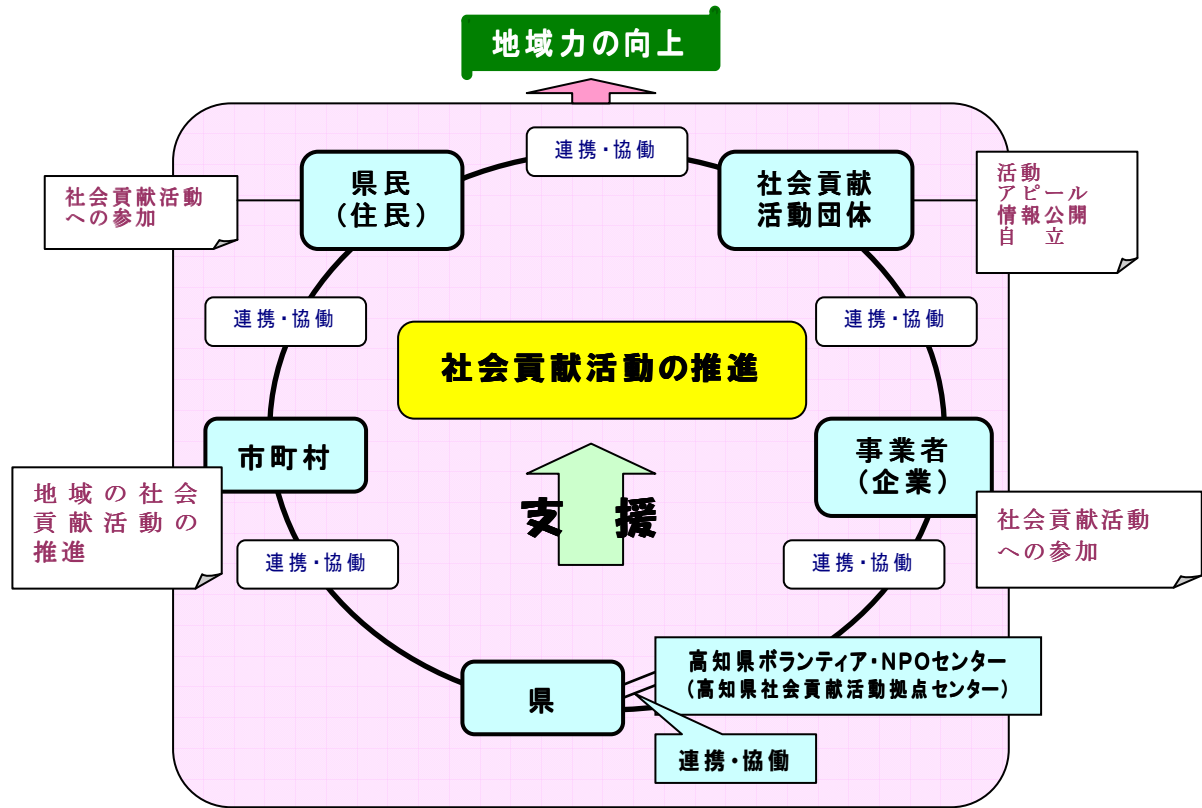 地域力の向上
連携・協働
県民
（住民）
社会貢献
活動団体
社会貢献活動
への参加
活動
アピール
情報公開
自　立
連携・協働
連携・協働
社会貢献活動の推進
市町村
事業者
（企業）
地域の社会
貢献活動の
推進
支　援
社会貢献活動
への参加
連携・協働
連携・協働
県
高知県ボランティア・NPOセンター
（高知県社会貢献活動拠点センター）
連携・協働